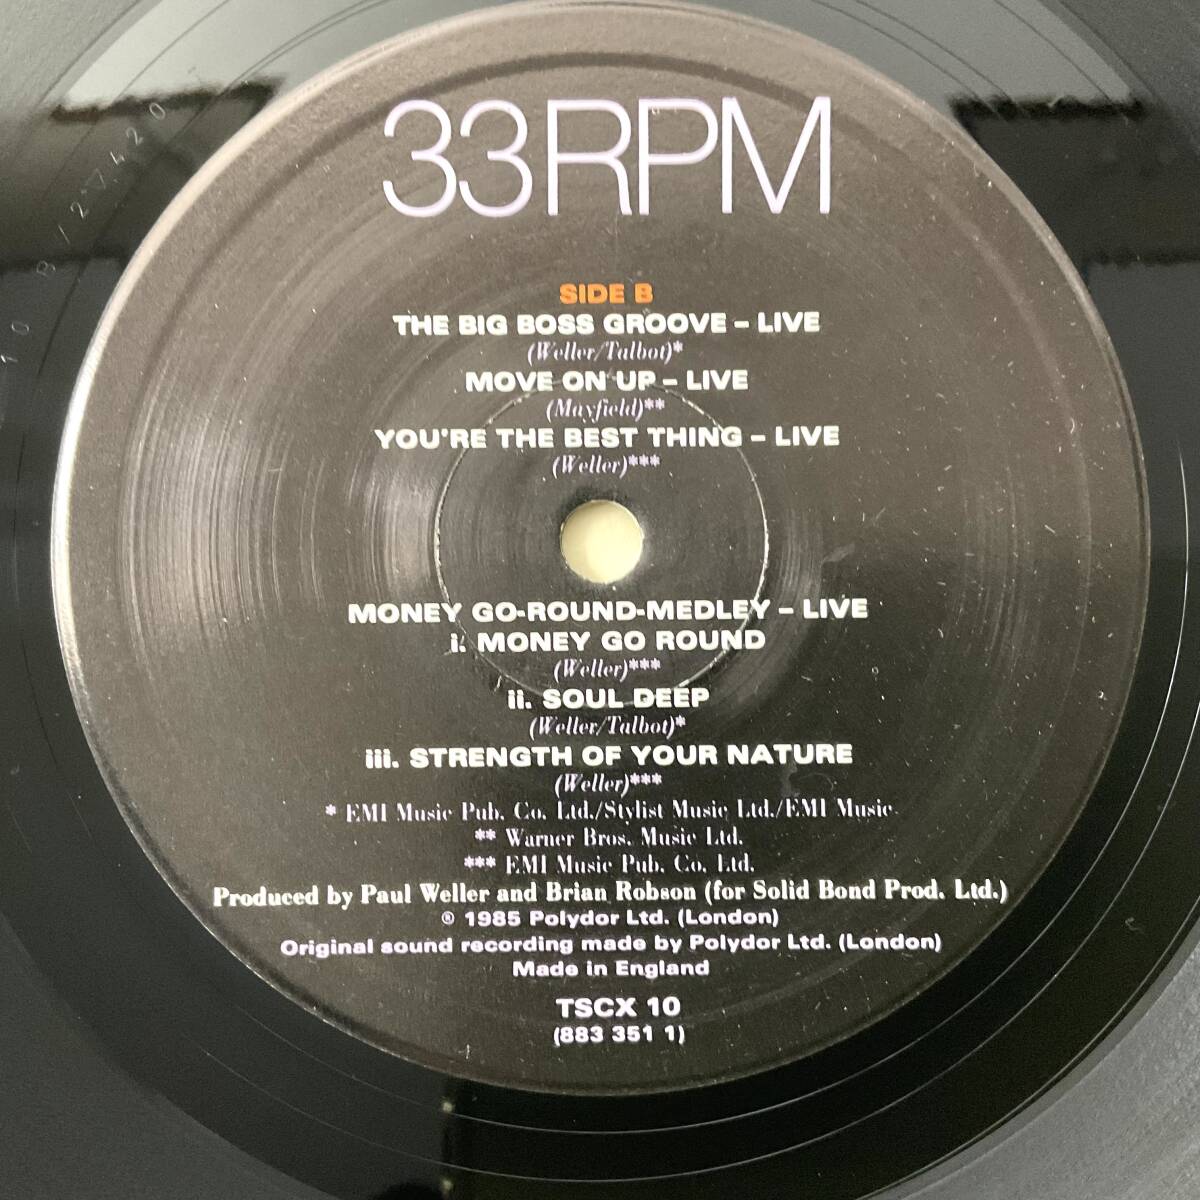 33RPM
SIDE B
THE BIG BOSS GROOVE – LIVE
(Weller/Talbot)*
MOVE ON UP – LIVE
(Mayfield)**
YOU'RE THE BEST THING – LIVE
(Weller)***
MONEY GO-ROUND-MEDLEY – LIVE
i. MONEY GO ROUND
(Weller)***
ii. SOUL DEEP
(Weller/Talbot)*
iii. STRENGTH OF YOUR NATURE
(Weller)***
* EMI Music Pub. Co. Ltd./Stylist Music Ltd./EMI Music
** Warner Bros. Music Ltd.
*** EMI Music Pub. Co. Ltd.
Produced by Paul Weller and Brian Robson (for Solid Bond Prod. Ltd.)
℗ 1985 Polydor Ltd. (London)
Original sound recording made by Polydor Ltd. (London)
Made in England
TSCX 10
(883 351 1)
10 B 12 ▽ 420